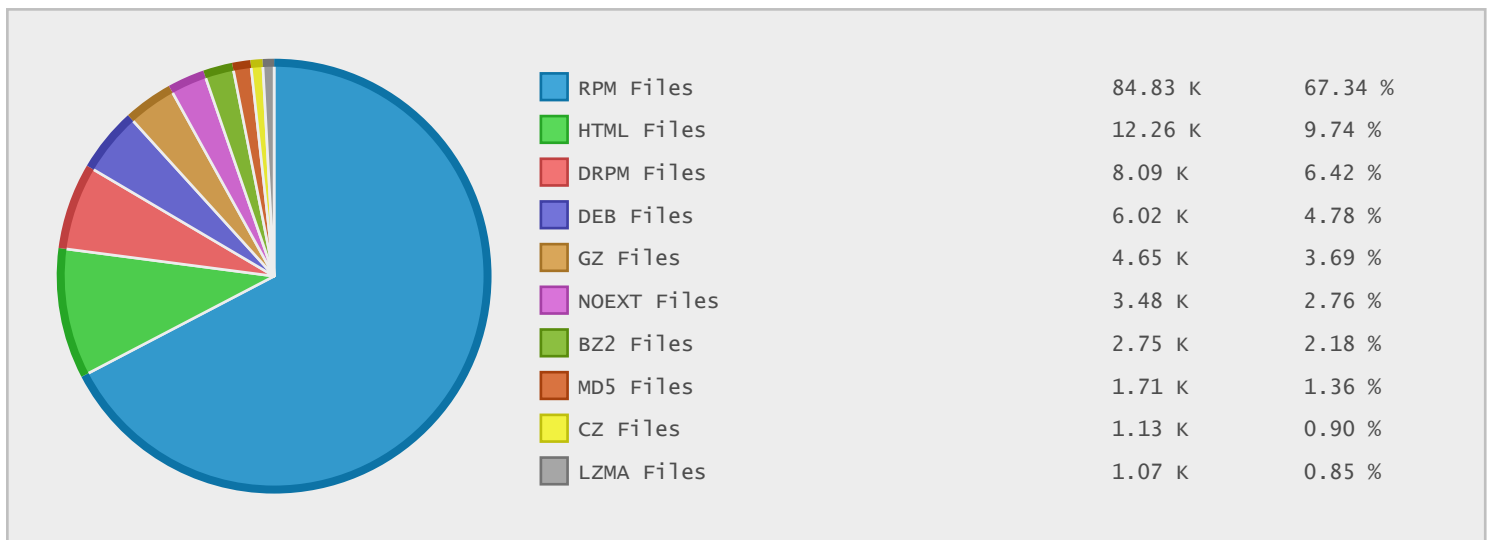 RPM Files 84.83 K 67.34 %
HTML Files 12.26 K 9.74 %
DRPM Files 8.09 K 6.42 %
DEB Files 6.02 K 4.78 %
GZ Files 4.65 K 3.69 %
NOEXT Files 3.48 K 2.76 %
BZ2 Files 2.75 K 2.18 %
MD5 Files 1.71 K 1.36 %
CZ Files 1.13 K 0.90 %
LZMA Files 1.07 K 0.85 %